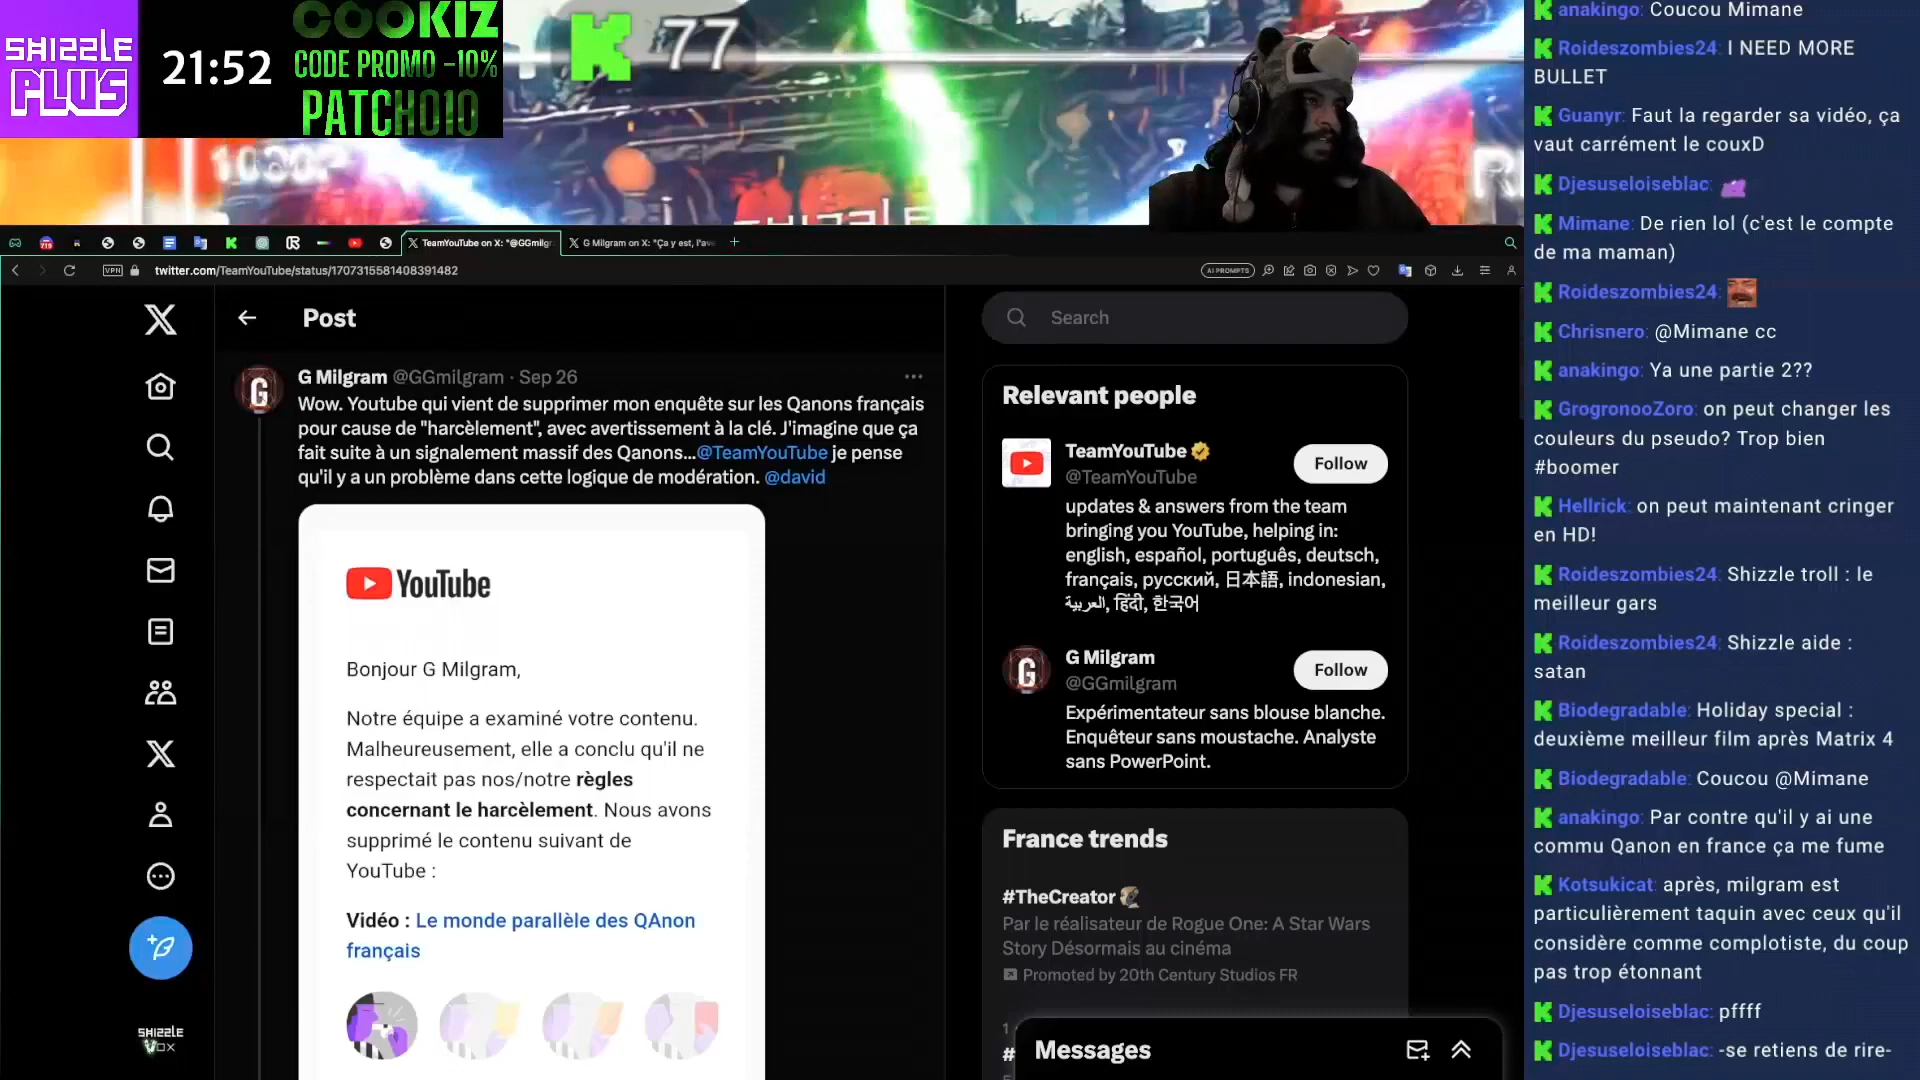 SHIZZLE
PLUS
21:52
COOKIZ
CODE PROMO -10%
PATCHO10
77
TeamYouTube on X: "@GGmilgr
G Milgram on X: "Ça y est, l'av
VPN
twitter.com/TeamYouTube/status/1707315581408391482
AI PROMPTS
Post
G Milgram @GGmilgram · Sep 26
Wow. Youtube qui vient de supprimer mon enquête sur les Qanons français
pour cause de "harcèlement", avec avertissement à la clé. J'imagine que ça
fait suite à un signalement massif des Qanons...@TeamYouTube je pense
qu'il y a un problème dans cette logique de modération. @david
YouTube
Bonjour G Milgram,
Notre équipe a examiné votre contenu.
Malheureusement, elle a conclu qu'il ne
respectait pas nos/notre règles
concernant le harcèlement. Nous avons
supprimé le contenu suivant de
YouTube :
Vidéo : Le monde parallèle des QAnon
français
SHIZZLE
VOX
Search
Relevant people
TeamYouTube
@TeamYouTube
Follow
updates & answers from the team
bringing you YouTube, helping in:
english, español, português, deutsch,
français, русский, 日本語, indonesian,
العربية, हिंदी, 한국어
G Milgram
@GGmilgram
Follow
Expérimentateur sans blouse blanche.
Enquêteur sans moustache. Analyste
sans PowerPoint.
France trends
#TheCreator
Par le réalisateur de Rogue One: A Star Wars
Story Désormais au cinéma
Promoted by 20th Century Studios FR
1
#
Messages
anakingo: Coucou Mimane
Roideszombies24: I NEED MORE
BULLET
Guanyr: Faut la regarder sa vidéo, ça
vaut carrément le couxD
Djesuseloiseblac:
Mimane: De rien lol (c'est le compte
de ma maman)
Roideszombies24:
Chrisnero: @Mimane cc
anakingo: Ya une partie 2??
GrogronooZoro: on peut changer les
couleurs du pseudo? Trop bien
#boomer
Hellrick: on peut maintenant cringer
en HD!
Roideszombies24: Shizzle troll : le
meilleur gars
Roideszombies24: Shizzle aide :
satan
Biodegradable: Holiday special :
deuxième meilleur film après Matrix 4
Biodegradable: Coucou @Mimane
anakingo: Par contre qu'il y ai une
commu Qanon en france ça me fume
Kotsukicat: après, milgram est
particulièrement taquin avec ceux qu'il
considère comme complotiste, du coup
pas trop étonnant
Djesuseloiseblac: pffff
Djesuseloiseblac: -se retiens de rire-